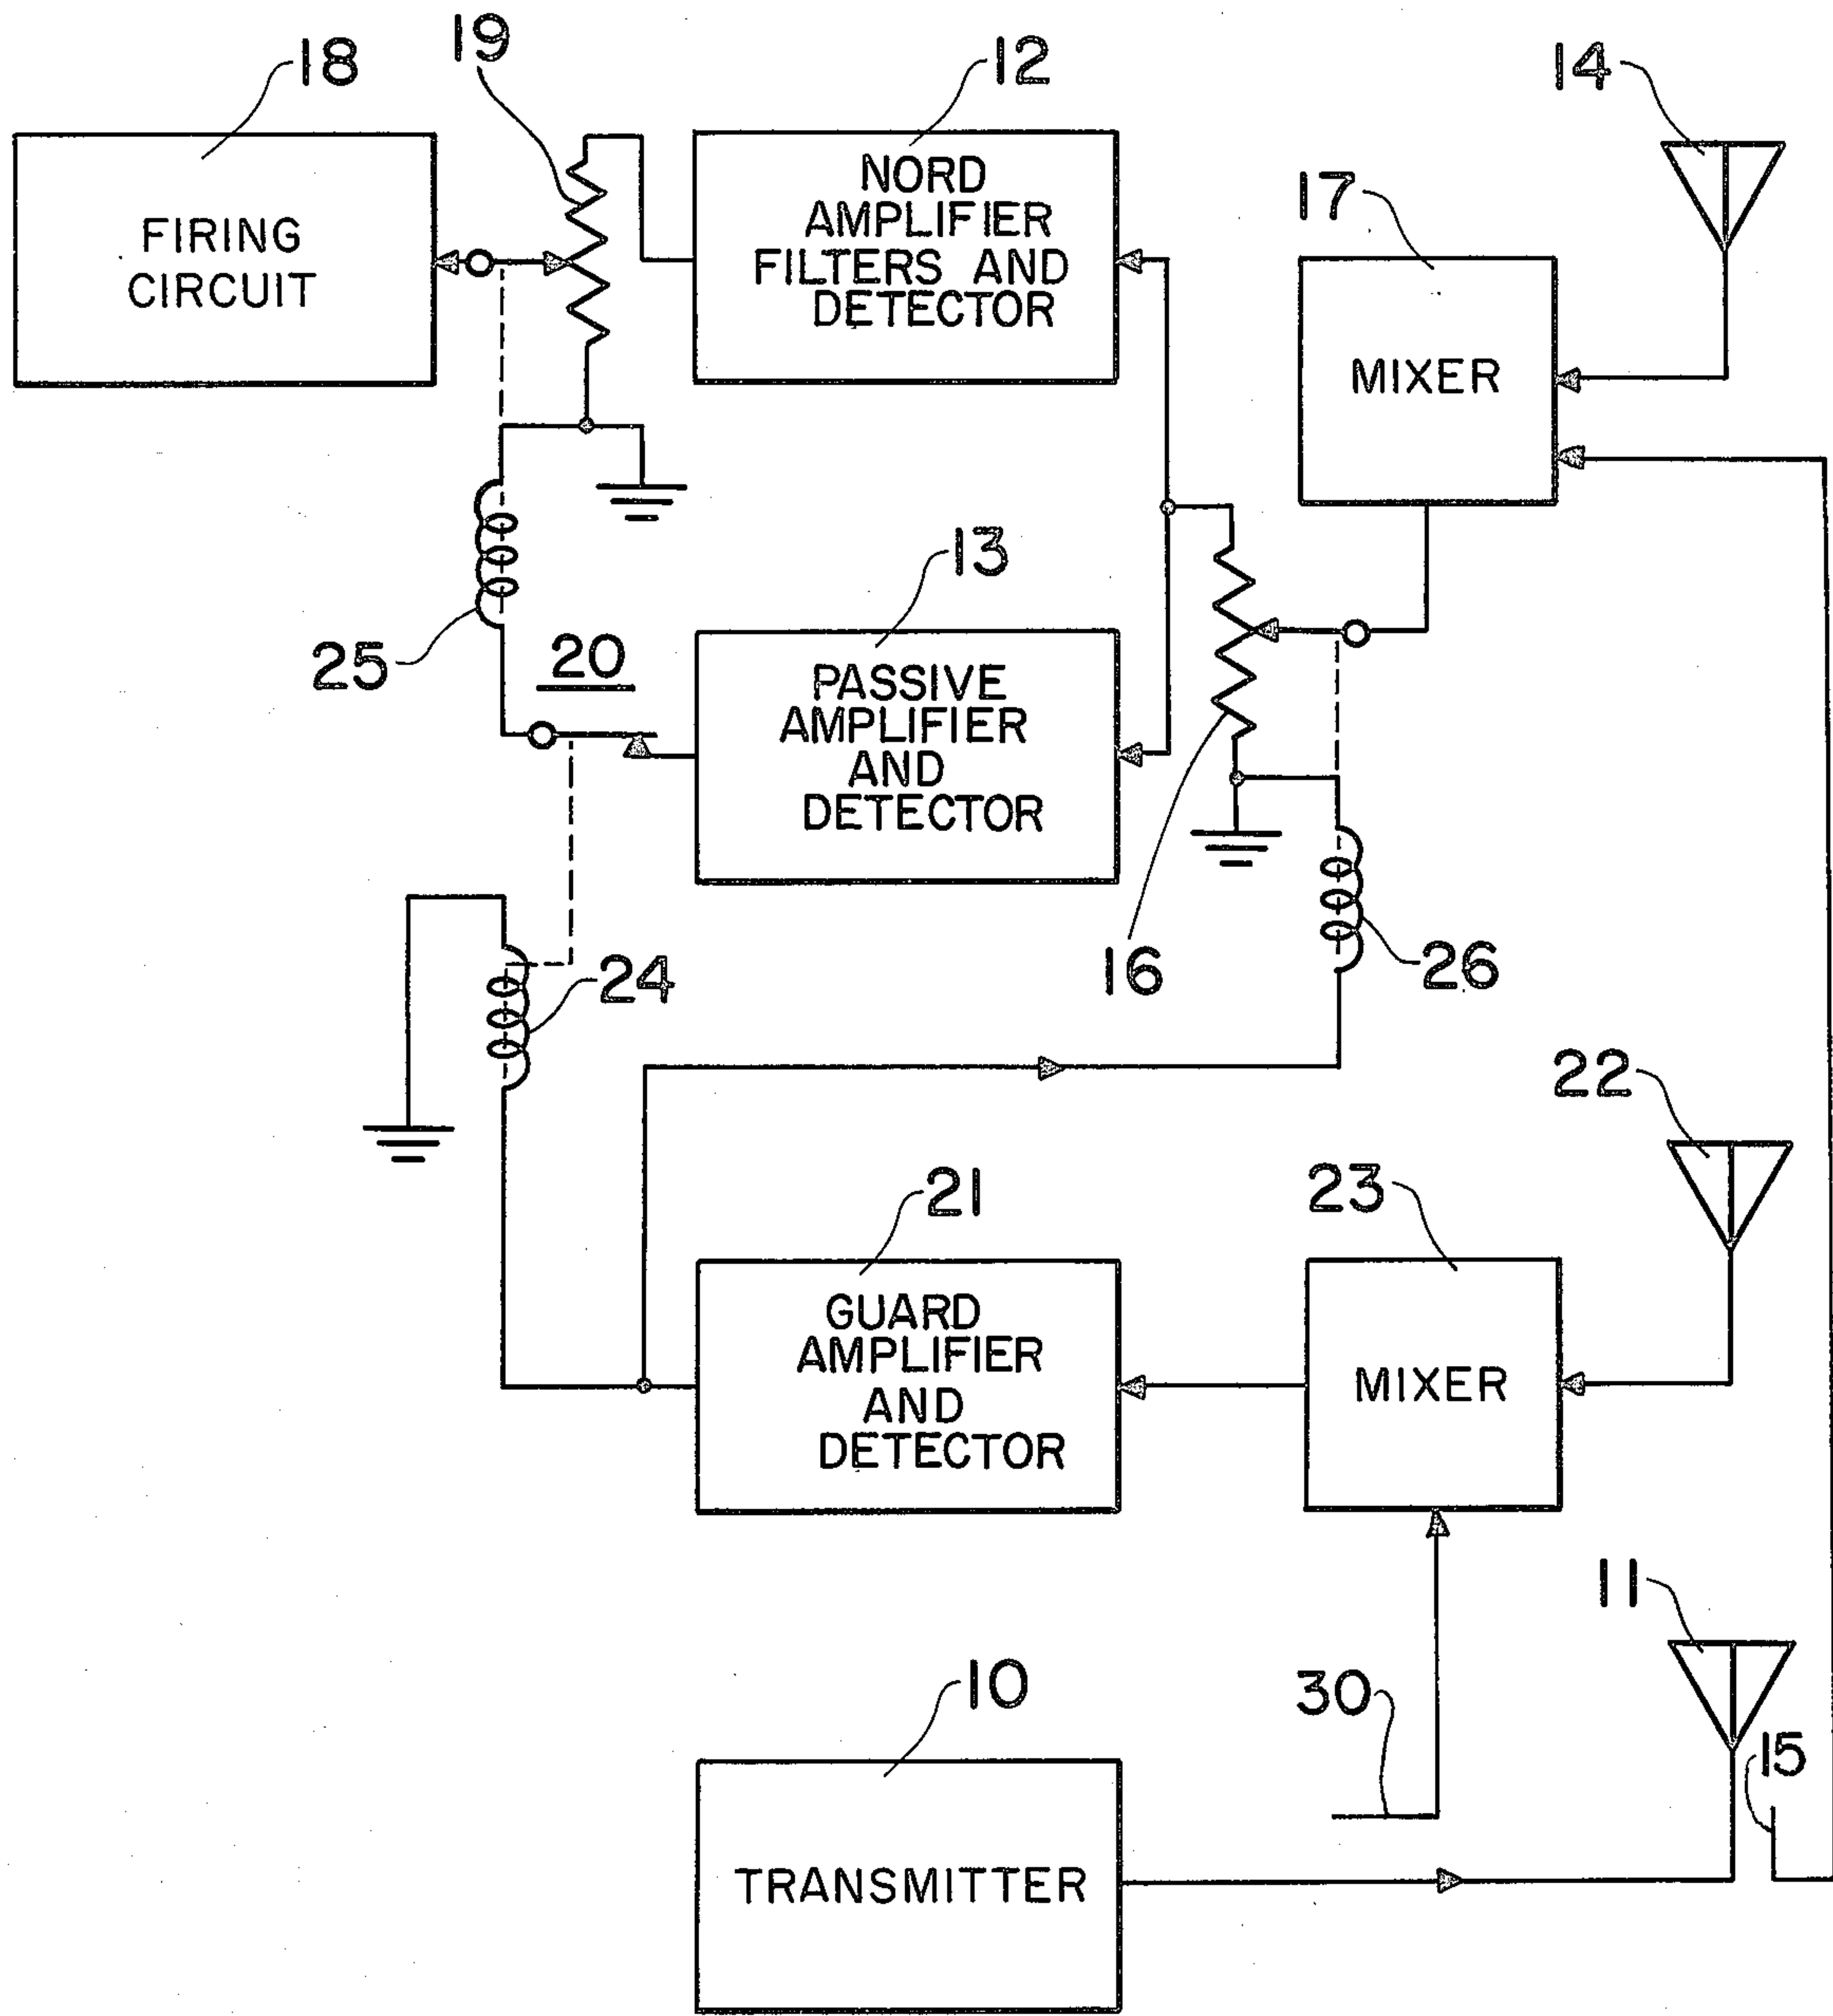 18
19
12
14
FIRING
CIRCUIT
NORD
AMPLIFIER
FILTERS AND
DETECTOR
17
MIXER
13
25
20
PASSIVE
AMPLIFIER
AND
DETECTOR
16
26
24
22
21
23
GUARD
AMPLIFIER
AND
DETECTOR
MIXER
11
10
30
15
TRANSMITTER